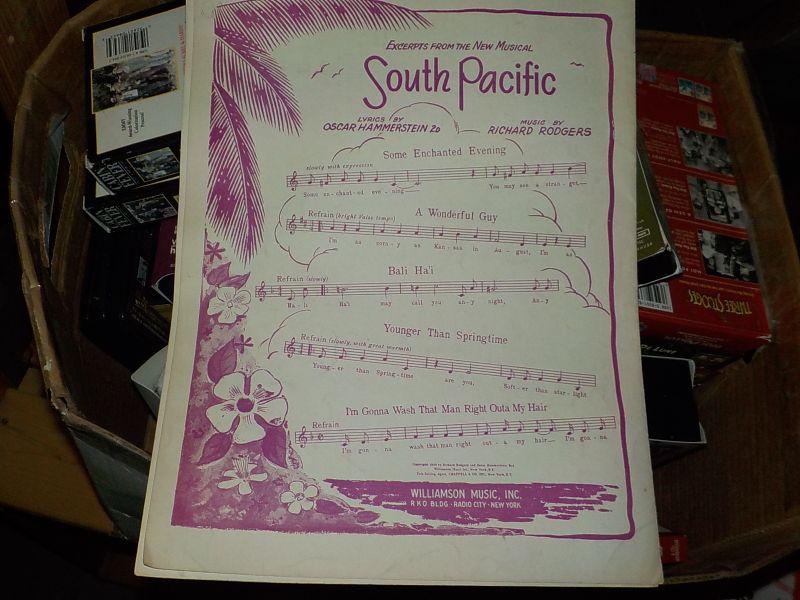 EXCERPTS FROM THE NEW MUSICAL
South Pacific
LYRICS BY
OSCAR HAMMERSTEIN 2D
MUSIC BY
RICHARD RODGERS
Some Enchanted Evening
slowly with expression
Some en-chant-ed eve-ning You may see a stran-ger,
A Wonderful Guy
Refrain (bright Valse tempo)
I'm as corn-y as Kan-sas in Au-gust, I'm as
Bali Ha'i
Refrain (slowly)
Ba-li Ha'i may call you an-y night, An-y
Younger Than Springtime
Refrain (slowly, with great warmth)
Young-er than Spring-time are you, Soft-er than star-light
I'm Gonna Wash That Man Right Outa My Hair
Refrain
I'm gon-na wash that man right out-a my hair I'm gon-na
WILLIAMSON MUSIC, INC.
RKO BLDG · RADIO CITY · NEW YORK
THREE STOOGES